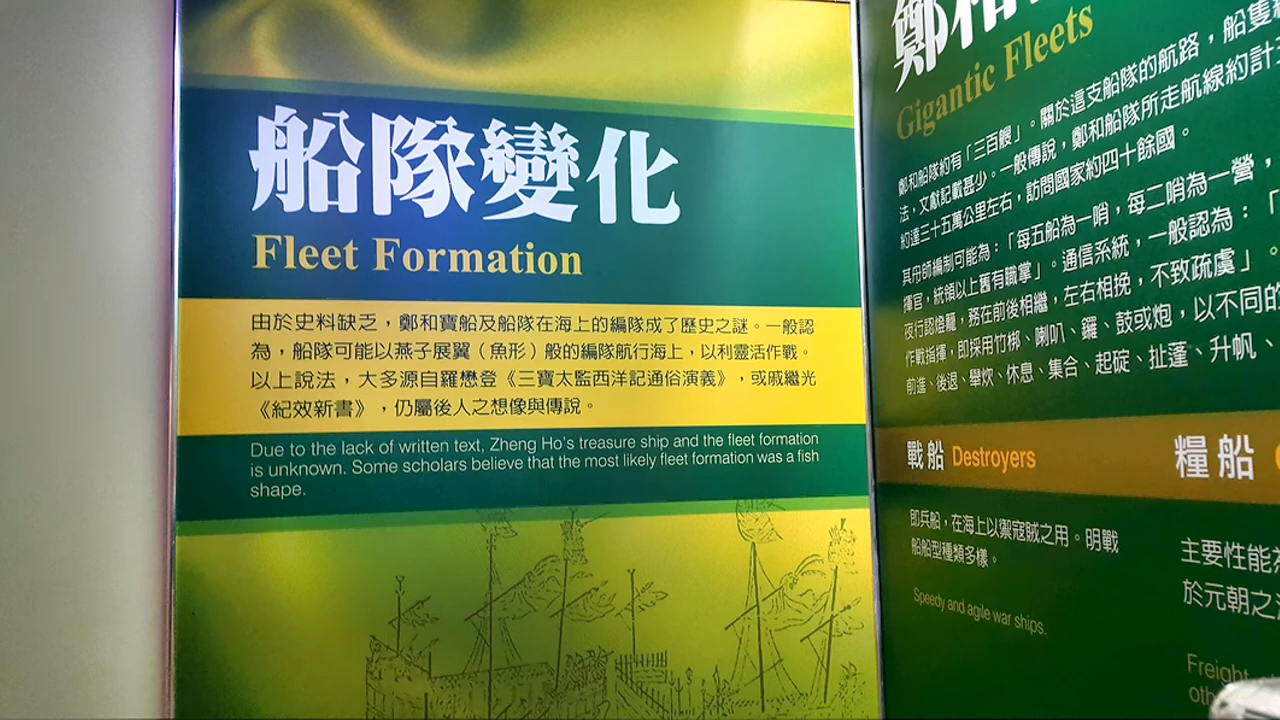 船隊變化
Fleet Formation
由於史料缺乏，鄭和寶船及船隊在海上的編隊成了歷史之謎。一般認
為，船隊可能以燕子展翼（魚形）般的編隊航行海上，以利靈活作戰。
以上說法，大多源自羅懋登《三寶太監西洋記通俗演義》，或戚繼光
《紀效新書》，仍屬後人之想像與傳說。
Due to the lack of written text, Zheng Ho's treasure ship and the fleet formation
is unknown. Some scholars believe that the most likely fleet formation was a fish
shape.
鄭和
Gigantic Fleets
鄭和船隊約有「三百艘」。關於這支船隊的航路，船隻
法，文獻記載甚少。一般傳說，鄭和船隊所走航線約計
約達三十五萬公里左右，訪問國家約四十餘國。
其舟師編制可能為：「每五船為一哨，每二哨為一營，
揮官，統領以上舊有職掌」。通信系統，一般認為：「
夜行認燈籠，務在前後相繼，左右相挽，不致疏虞」。
作戰指揮，即採用竹梆、喇叭、鑼、鼓或炮，以不同的
前進、後退、舉炊、休息、集合、起碇、扯蓬、升帆、
戰船 Destroyers
即兵船，在海上以禦寇賊之用。明戰
船船型種類多樣。
Speedy and agile war ships.
糧船
主要性能
於元朝之
Freight